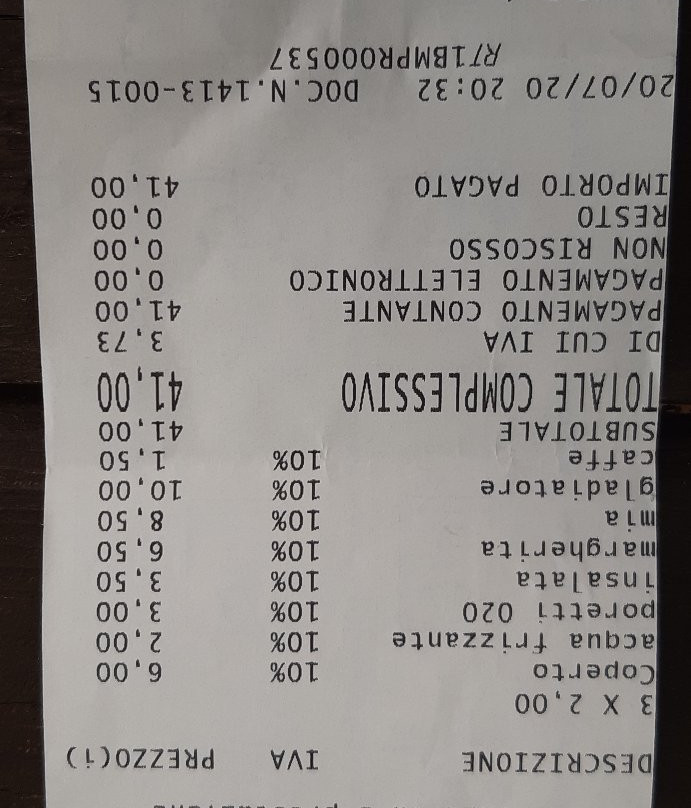 DESCRIZIONE IVA PREZZO(€)
3 X 2,00
Coperto 10% 6,00
acqua frizzante 10% 2,00
poretti 020 10% 3,00
insalata 10% 3,50
margherita 10% 6,50
mia 10% 8,50
gladiatore 10% 10,00
caffe 10% 1,50
SUBTOTALE 41,00
TOTALE COMPLESSIVO 41,00
DI CUI IVA 3,73
PAGAMENTO CONTANTE 41,00
PAGAMENTO ELETTRONICO 0,00
NON RISCOSSO 0,00
RESTO 0,00
IMPORTO PAGATO 41,00
20/07/20 20:32 DOC.N.1413-0015
RT1BMPR000537